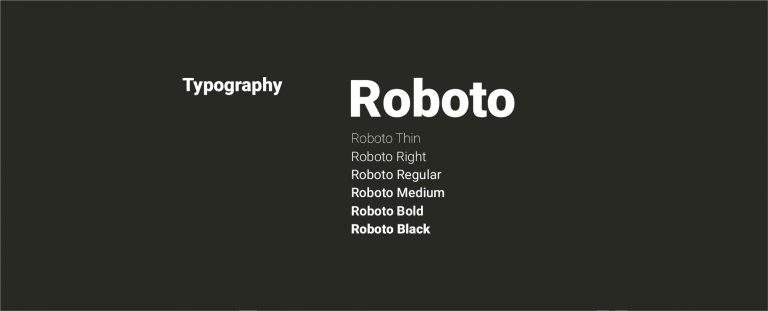 Typography
Roboto
Roboto Thin
Roboto Right
Roboto Regular
Roboto Medium
Roboto Bold
Roboto Black